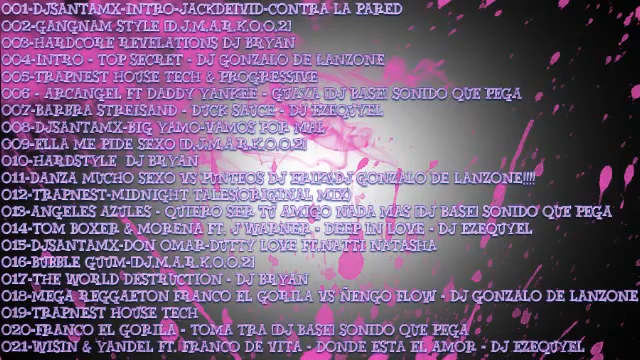 001-DJSANTAMX-INTRO-JACKDEIVID-CONTRA LA PARED
002-GANGNAM STYLE [D.J.M.A.R.K.O.O.2]
003-HARDCORE REVELATIONS DJ BRYAN
004-INTRO - TOP SECRET - DJ GONZALO DE LANZONE
005-TRAPNEST HOUSE TECH & PROGRESSIVE
006 - ARCANGEL FT DADDY YANKEE - GUAYA [DJ BASE] SONIDO QUE PEGA
007-BARBRA STREISAND - DUCK SAUCE - DJ EZEQUYEL
008-DJSANTAMX-BIG YAMO-VAMOS POR MAL
009-ELLA ME PIDE SEXO [D.J.M.A.R.K.O.O.2]
010-HARDSTYLE DJ BRYAN
011-DANZA MUCHO SEXO VS PUNTEOS DJ ERIK&DJ GONZALO DE LANZONE!!!!
012-TRAPNEST-MIDNIGHT TALES(ORIGINAL MIX)
013-ANGELES AZULES - QUIERO SER TU AMIGO NADA MAS [DJ BASE] SONIDO QUE PEGA
014-TOM BOXER & MORENA FT. J WARNER - DEEP IN LOVE - DJ EZEQUYEL
015-DJSANTAMX-DON OMAR-DUTTY LOVE FT.NATTI NATASHA
016-BUBBLE GUUM-[D.J.M.A.R.K.O.O.2]
017-THE WORLD DESTRUCTION - DJ BRYAN
018-MEGA REGGAETON FRANCO EL GORILA VS ÑENGO FLOW - DJ GONZALO DE LANZONE
019-TRAPNEST HOUSE TECH
020-FRANCO EL GORILA - TOMA TRA [DJ BASE] SONIDO QUE PEGA
021-WISIN & YANDEL FT. FRANCO DE VITA - DONDE ESTA EL AMOR - DJ EZEQUYEL